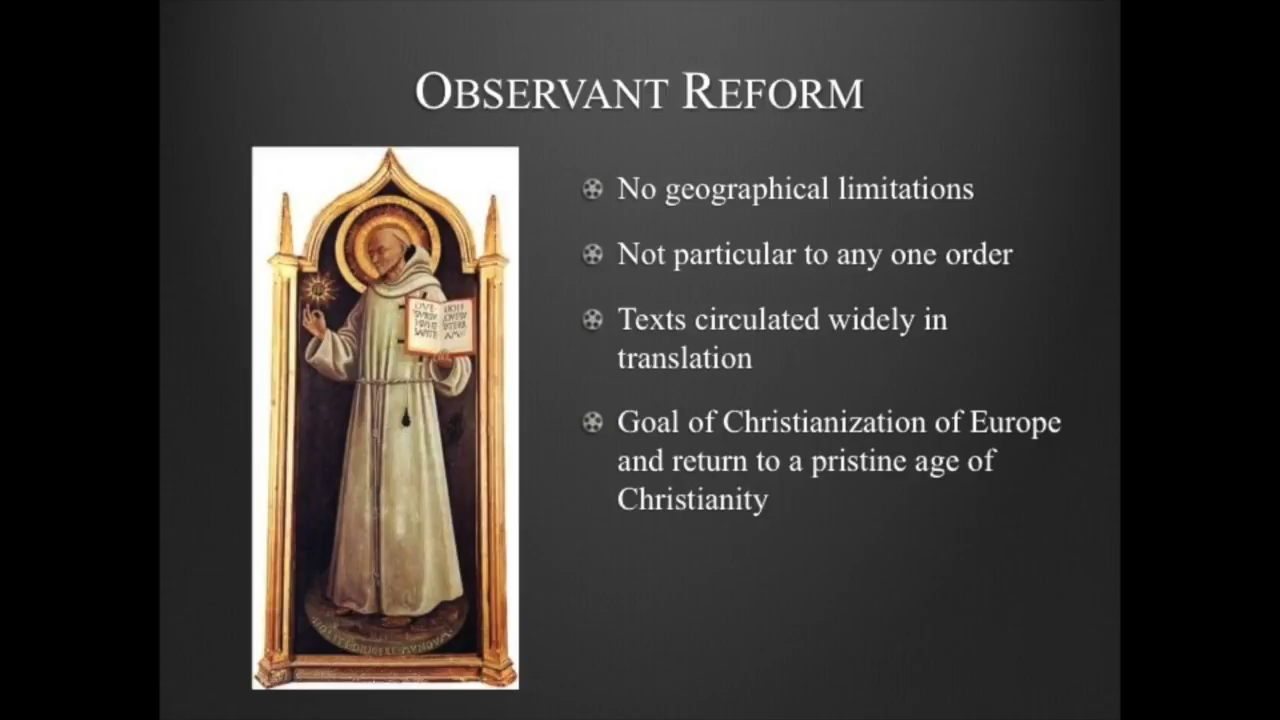 OBSERVANT REFORM
No geographical limitations
Not particular to any one order
Texts circulated widely in
translation
Goal of Christianization of Europe
and return to a pristine age of
Christianity